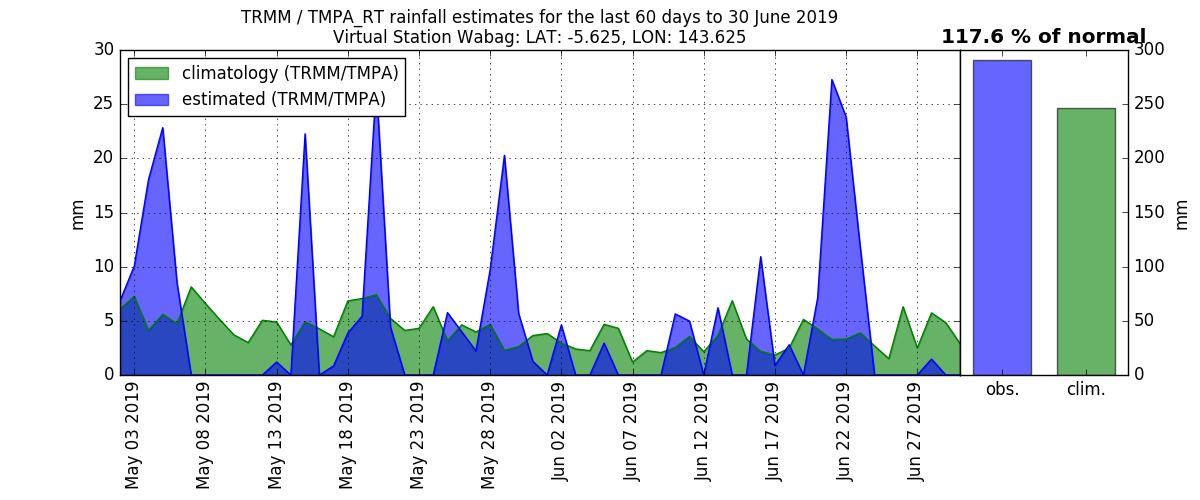 TRMM / TMPA_RT rainfall estimates for the last 60 days to 30 June 2019
Virtual Station Wabag: LAT: -5.625, LON: 143.625
117.6 % of normal
climatology (TRMM/TMPA)
estimated (TRMM/TMPA)
30
25
20
15
10
5
0
mm
May 03 2019
May 08 2019
May 13 2019
May 18 2019
May 23 2019
May 28 2019
Jun 02 2019
Jun 07 2019
Jun 12 2019
Jun 17 2019
Jun 22 2019
Jun 27 2019
obs.
clim.
300
250
200
150
100
50
0
mm